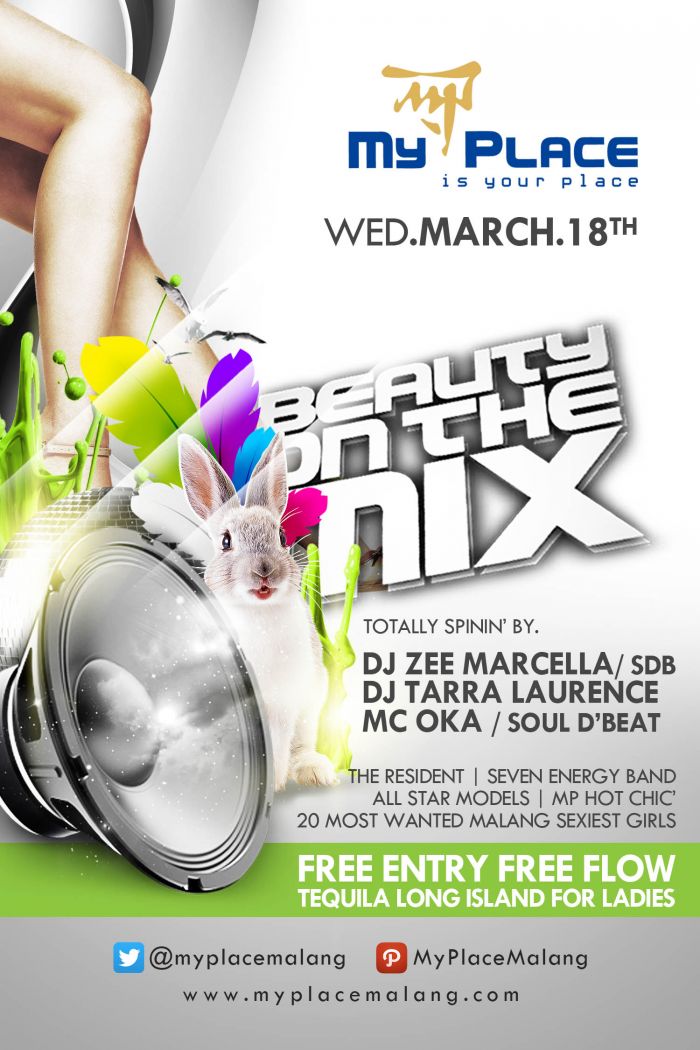 mp
MY PLACE
is your place
WED.MARCH.18TH
BEAUTY
ON THE
MIX
TOTALLY SPININ' BY.
DJ ZEE MARCELLA/ SDB
DJ TARRA LAURENCE
MC OKA / SOUL D'BEAT
THE RESIDENT | SEVEN ENERGY BAND
ALL STAR MODELS | MP HOT CHIC'
20 MOST WANTED MALANG SEXIEST GIRLS
FREE ENTRY FREE FLOW
TEQUILA LONG ISLAND FOR LADIES
@myplacemalang MyPlaceMalang
www.myplacemalang.com